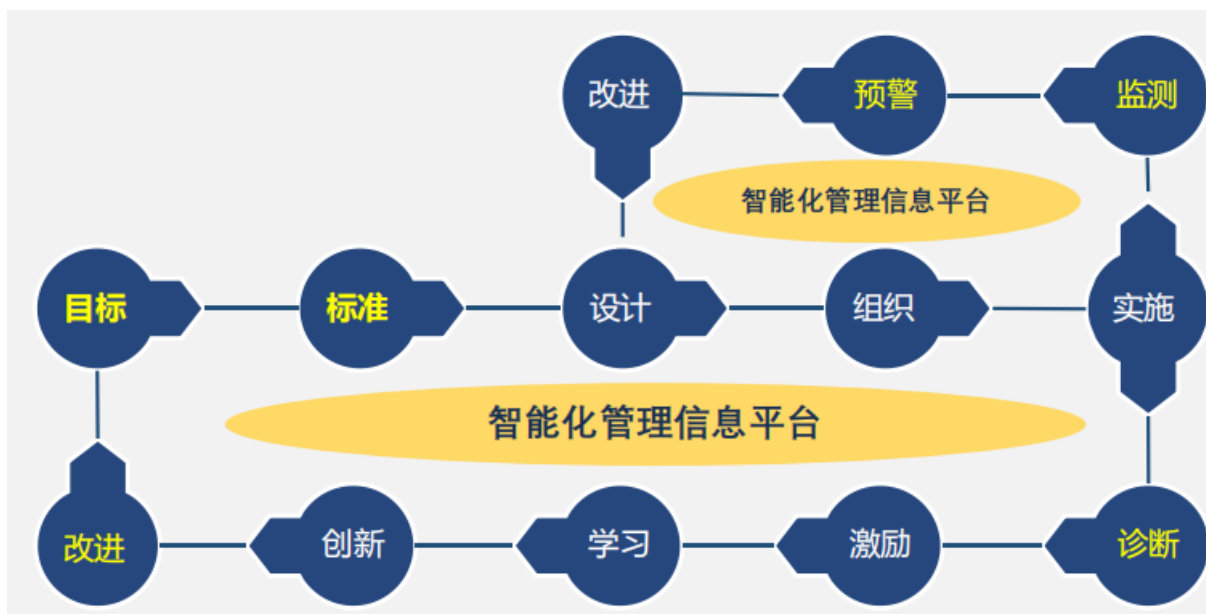 改进
预警
监测
智能化管理信息平台
目标
标准
设计
组织
实施
智能化管理信息平台
改进
创新
学习
激励
诊断